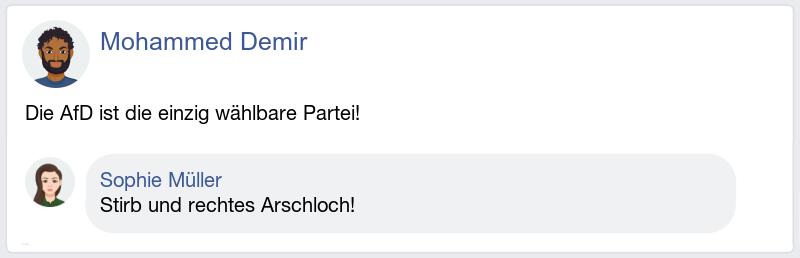 Mohammed Demir
Die AfD ist die einzig wählbare Partei!
Sophie Müller
Stirb und rechtes Arschloch!